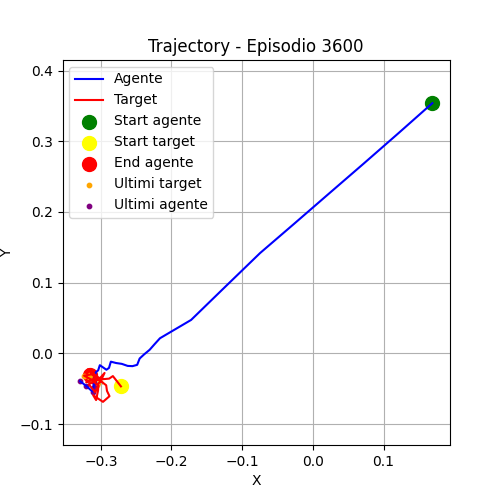 Trajectory - Episodio 3600
Agente
Target
Start agente
Start target
End agente
Ultimi target
Ultimi agente
0.4
0.3
0.2
0.1
0.0
−0.1
Y
−0.3
−0.2
−0.1
0.0
0.1
X